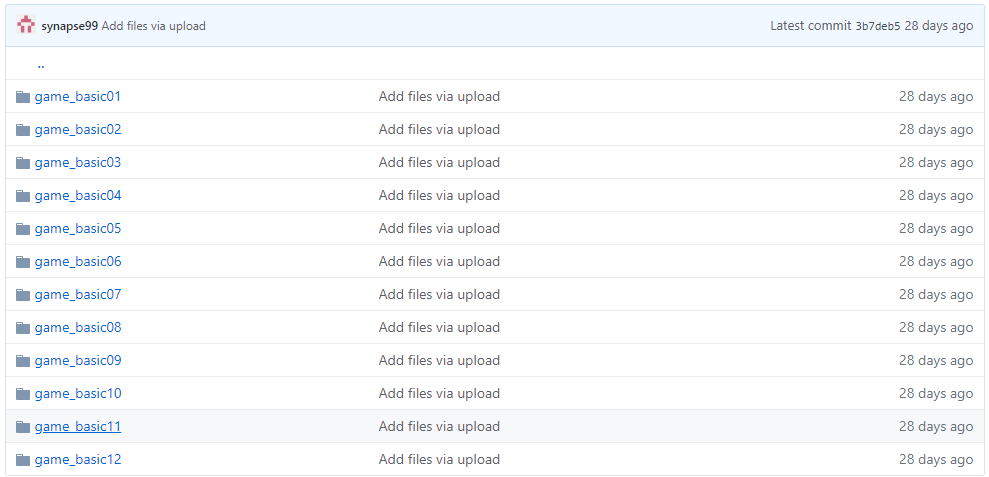 synapse99 Add files via upload Latest commit 3b7deb5 28 days ago
..
game_basic01 Add files via upload 28 days ago
game_basic02 Add files via upload 28 days ago
game_basic03 Add files via upload 28 days ago
game_basic04 Add files via upload 28 days ago
game_basic05 Add files via upload 28 days ago
game_basic06 Add files via upload 28 days ago
game_basic07 Add files via upload 28 days ago
game_basic08 Add files via upload 28 days ago
game_basic09 Add files via upload 28 days ago
game_basic10 Add files via upload 28 days ago
game_basic11 Add files via upload 28 days ago
game_basic12 Add files via upload 28 days ago